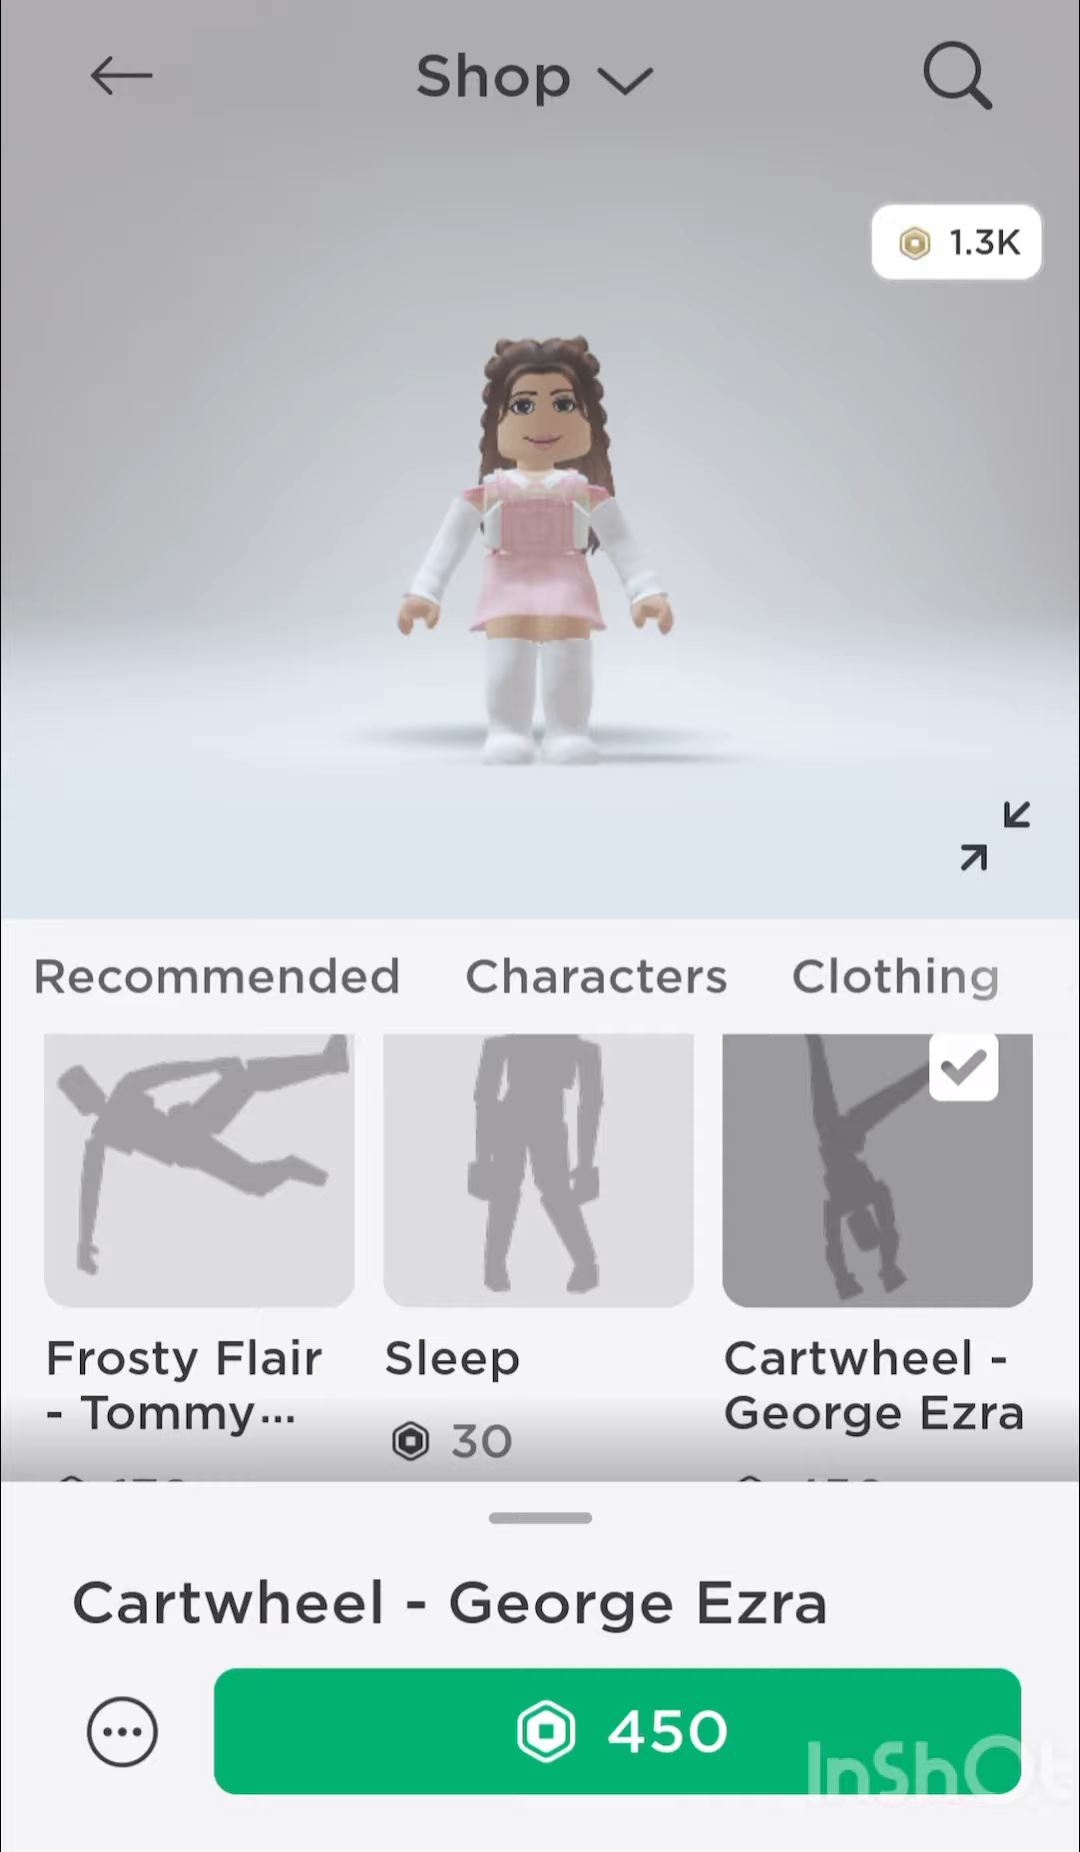 Shop
1.3K
Recommended Characters Clothing
Frosty Flair
- Tommy...
Sleep
30
Cartwheel -
George Ezra
Cartwheel - George Ezra
450
InShot